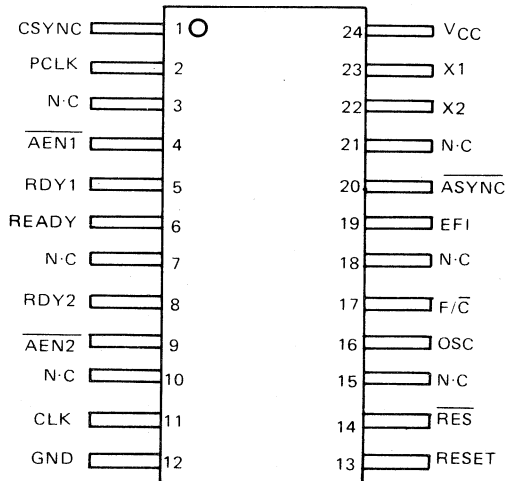 CSYNC 1 24 VCC
PCLK 2 23 X1
N·C 3 22 X2
AEN1 4 21 N·C
RDY1 5 20 ASYNC
READY 6 19 EFI
N·C 7 18 N·C
RDY2 8 17 F/C
AEN2 9 16 OSC
N·C 10 15 N·C
CLK 11 14 RES
GND 12 13 RESET